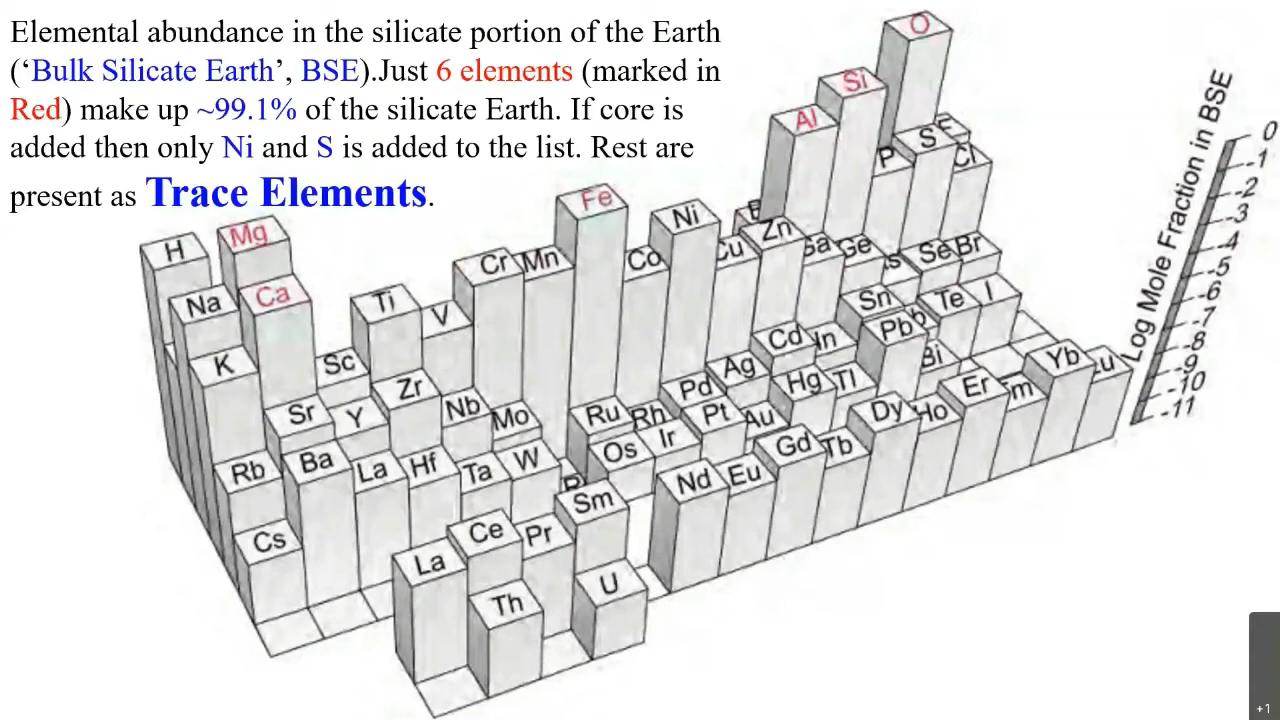 Elemental abundance in the silicate portion of the Earth
(‘Bulk Silicate Earth’, BSE).Just 6 elements (marked in
Red) make up ~99.1% of the silicate Earth. If core is
added then only Ni and S is added to the list. Rest are
present as Trace Elements.
O
Si
Al
S F
P Cl
Fe
Ni
Zn
H Mg
Cr Mn Co Cu Ga Ge Se Br
Na Ca Ti V
Sn Te I
K Sc
Cd In Pb Bi
Zr Ag
Sr Y Nb Mo Ru Rh Pd Pt Au Hg Tl
Yb
Er
Rb Ba La Hf Ta W Os Ir
Gd Tb Dy Ho
Nd Eu
Cs Sm
La Ce Pr
Th U
Log Mole Fraction in BSE
0
-1
-2
-3
-4
-5
-6
-7
-8
-9
-10
-11
+1